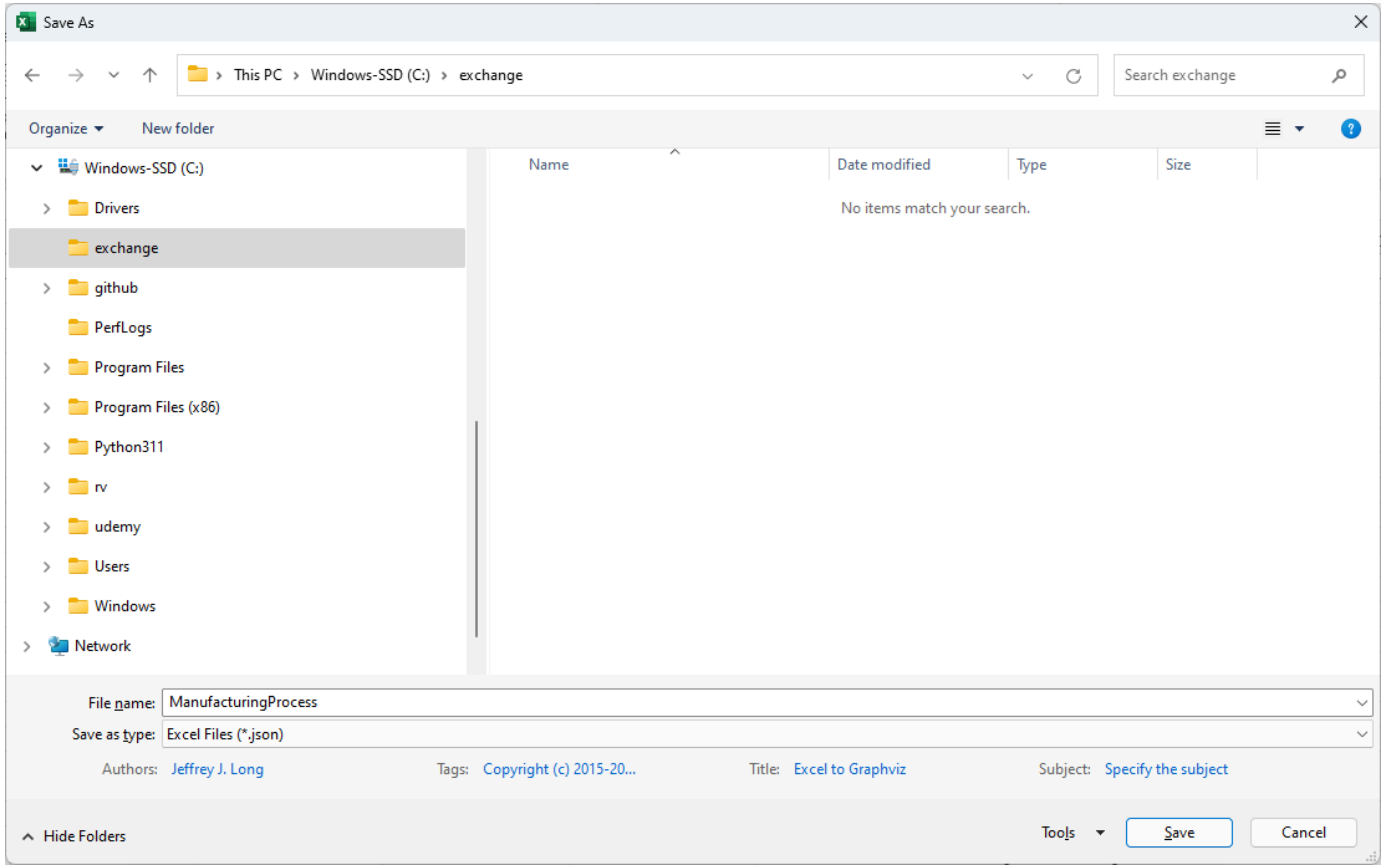 Save As
This PC > Windows-SSD (C:) > exchange
Search exchange
Organize
New folder
Name
Date modified
Type
Size
No items match your search.
Windows-SSD (C:)
Drivers
exchange
github
PerfLogs
Program Files
Program Files (x86)
Python311
rv
udemy
Users
Windows
Network
File name: ManufacturingProcess
Save as type: Excel Files (*.json)
Authors: Jeffrey J. Long Tags: Copyright (c) 2015-20... Title: Excel to Graphviz Subject: Specify the subject
Hide Folders
Tools
Save
Cancel